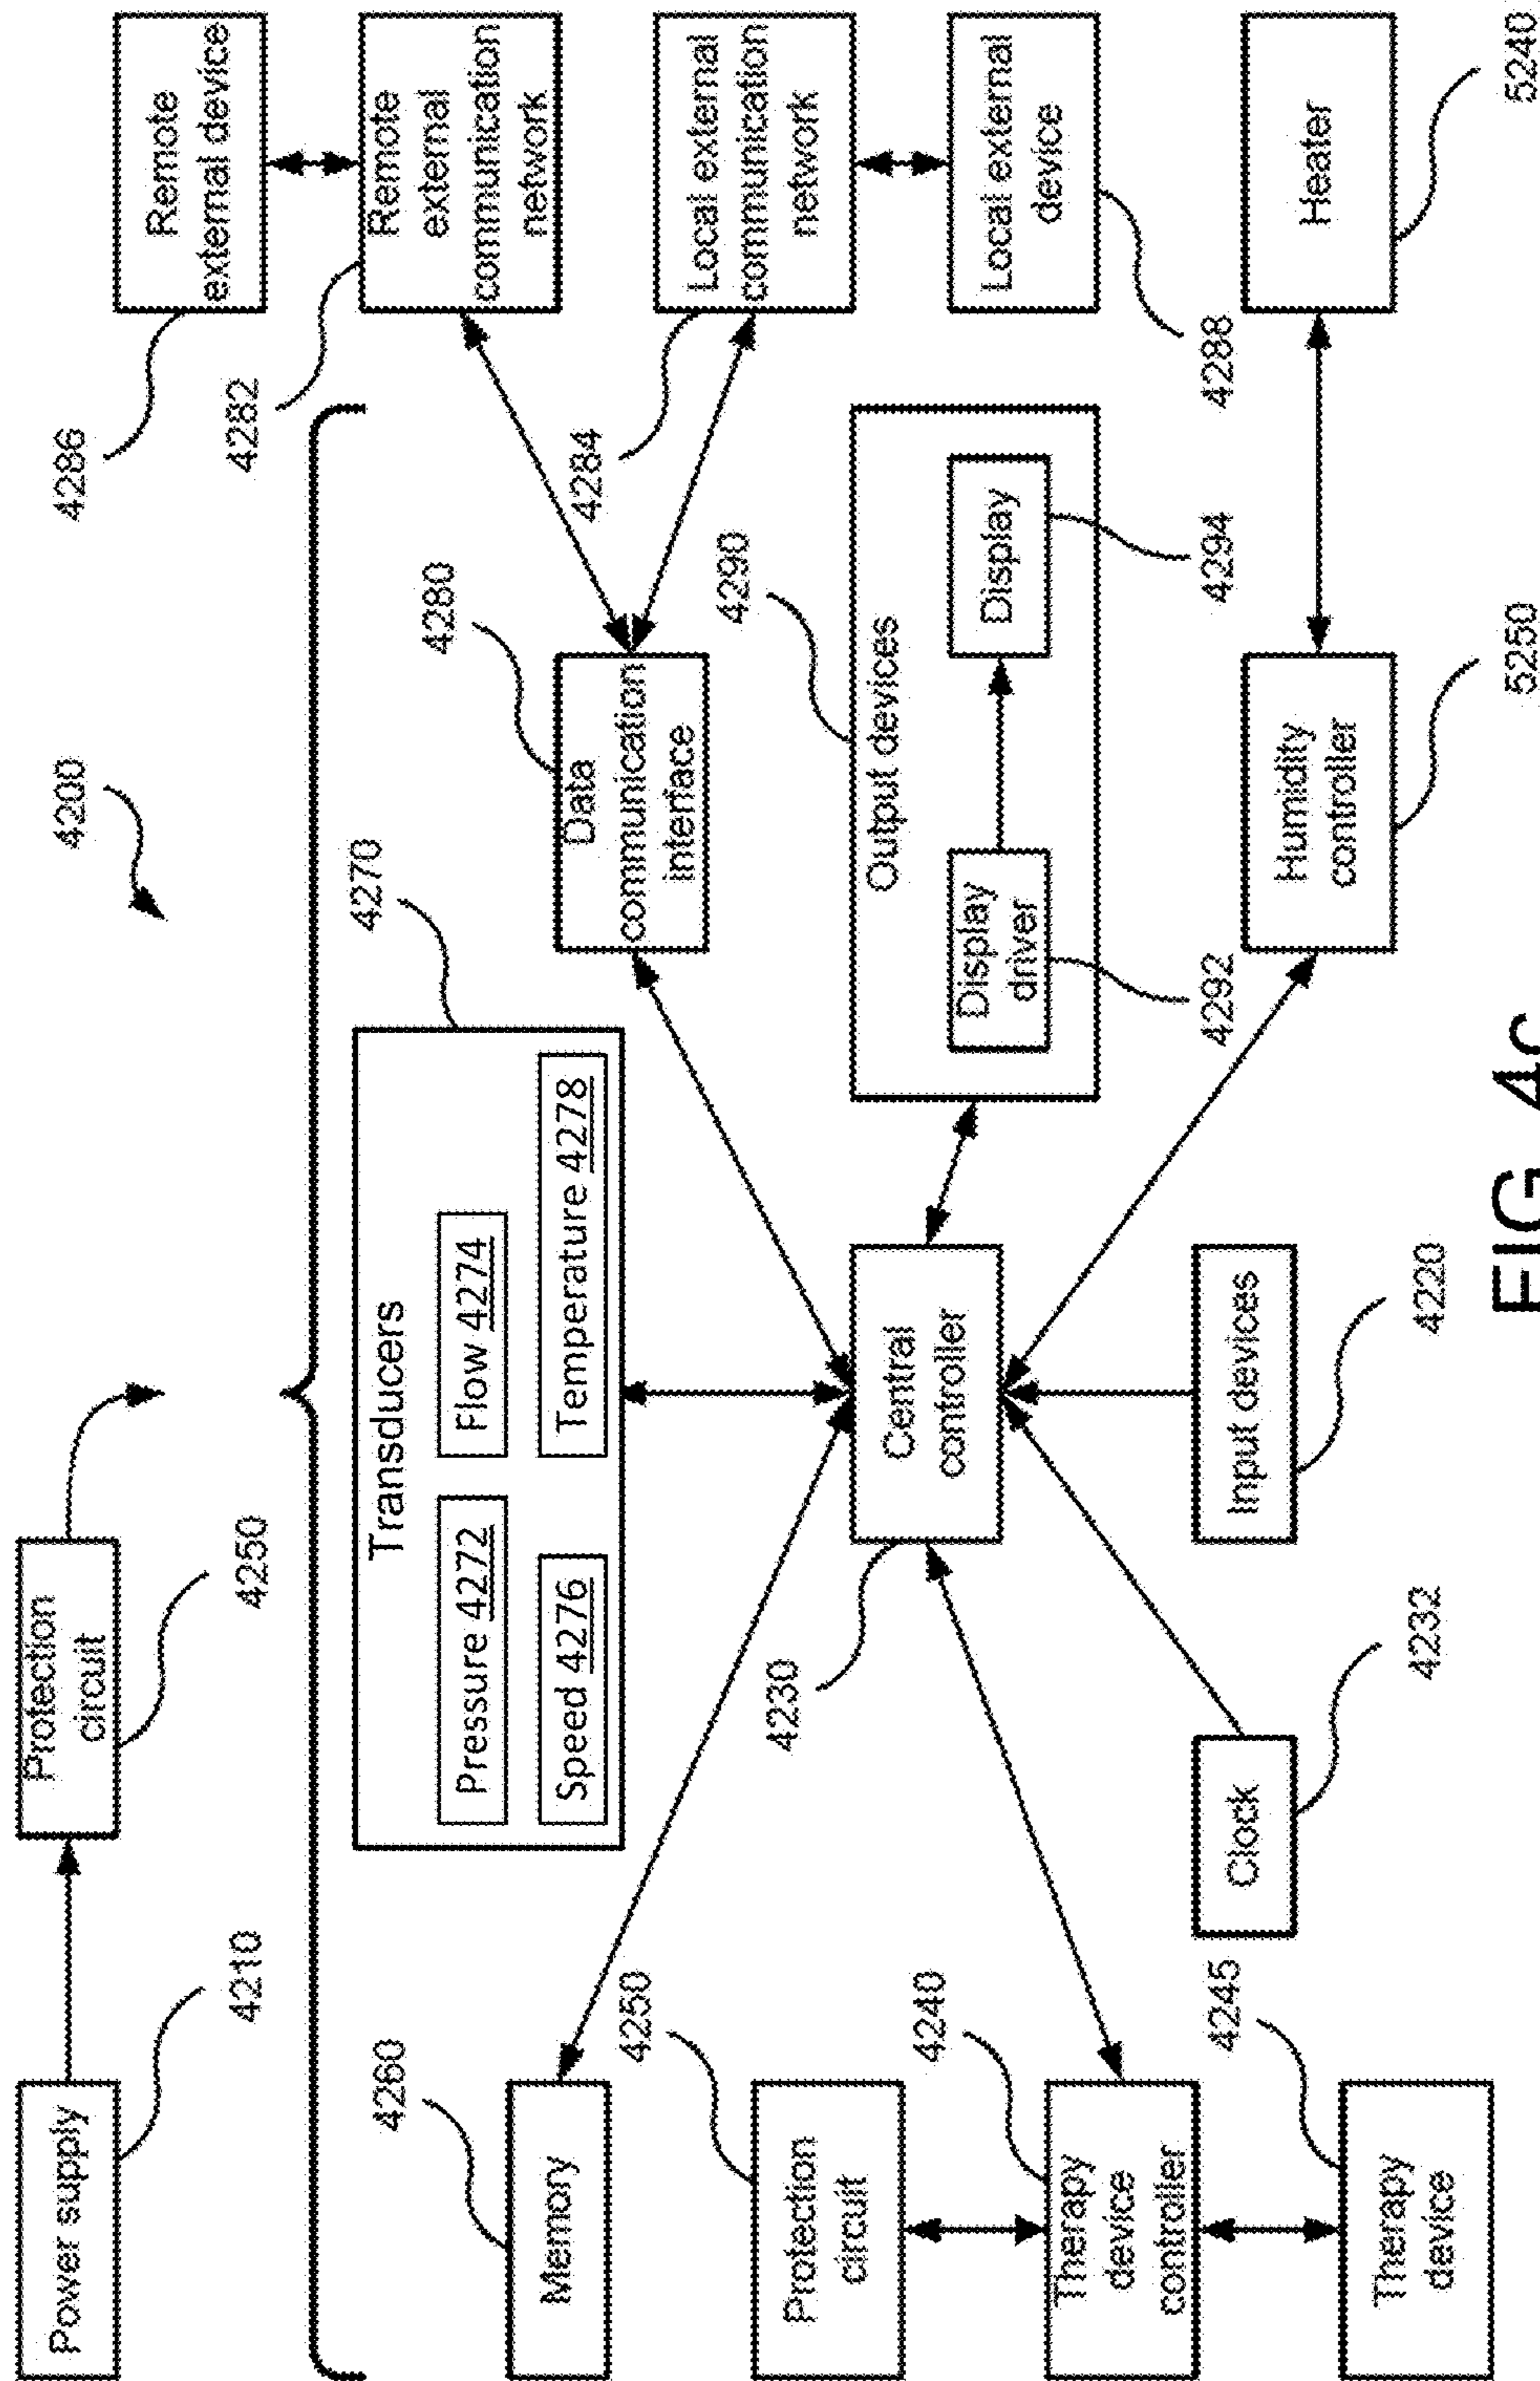 4200
Power supply
4210
Protection
circuit
4250
Transducers
Pressure 4272
Flow 4274
Speed 4276
Temperature 4278
4270
Memory
4260
Protection
circuit
4250
Therapy
device
controller
4240
Therapy
device
4245
Central
controller
4230
Clock
4232
Input devices
4220
Data
communication
interface
4280
Output devices
4290
Display
driver
4292
Display
4294
Humidity
controller
5250
Heater
5240
Remote
external device
4286
Remote
external
communication
network
4282
Local external
communication
network
4284
Local external
device
4288
FIG. 4c